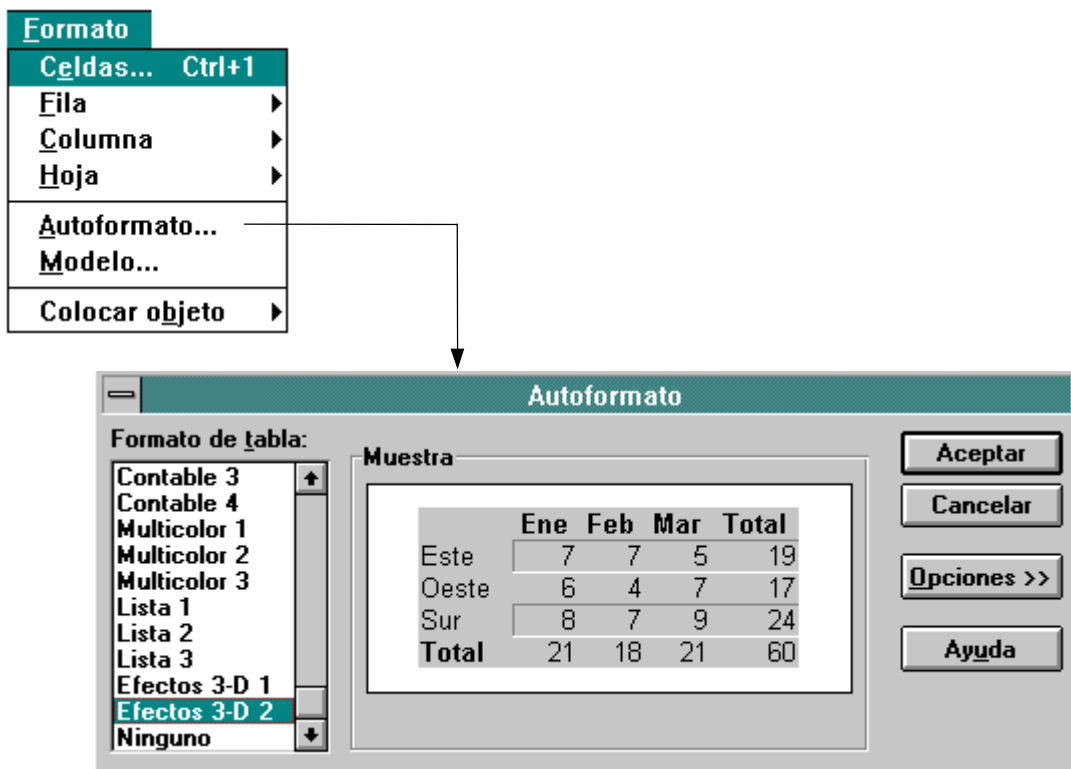 Formato
Celdas... Ctrl+1
Fila
Columna
Hoja
Autoformato...
Modelo...
Colocar objeto
Autoformato
Formato de tabla:
Contable 3
Contable 4
Multicolor 1
Multicolor 2
Multicolor 3
Lista 1
Lista 2
Lista 3
Efectos 3-D 1
Efectos 3-D 2
Ninguno
Muestra
Ene Feb Mar Total
Este 7 7 5 19
Oeste 6 4 7 17
Sur 8 7 9 24
Total 21 18 21 60
Aceptar
Cancelar
Opciones >>
Ayuda